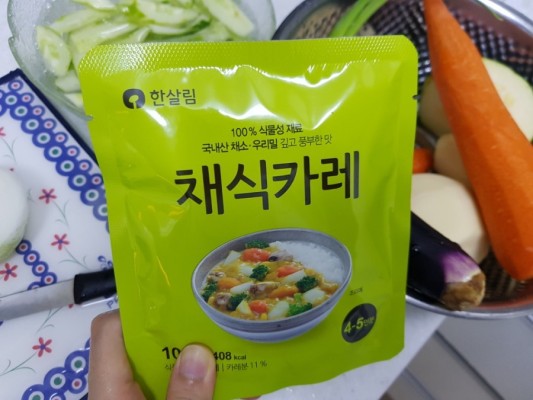 한살림
100% 식물성 재료
국내산 채소·우리밀 깊고 풍부한 맛
채식카레
4-5인분
10
408 kcal
카레분 11%